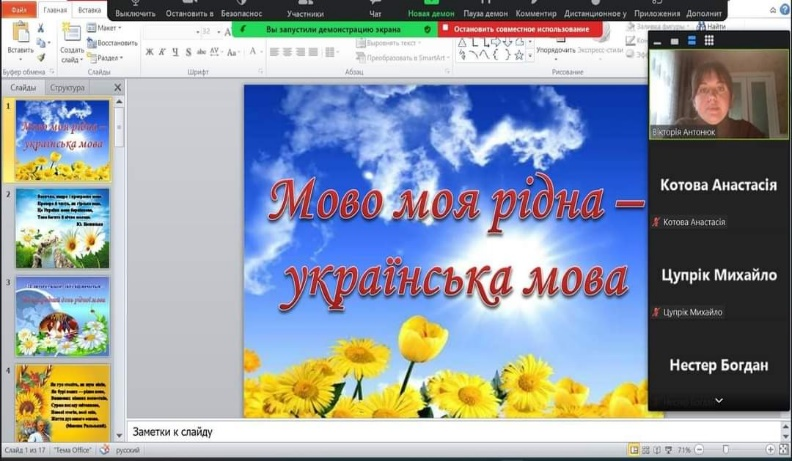 Файл
Главная
Вставка
Выключить
Остановить в
Безопаснос
Участники
Чат
Новая демон
Пауза демон
Комментир
Дистанционное у
Приложения
Дополнит
Вы запустили демонстрацию экрана
Остановить совместное использование
Вставить
Создать
слайд
Макет
Восстановить
Раздел
Ж К Ч S abc AV Aa А
Выровнять текст
Преобразовать в SmartArt
Упорядочить
Экспресс-стили
Найти
Буфер обмена
Слайды
Шрифт
Абзац
Рисование
Слайды
Структура
1
Мово моя рідна –
українська мова
2
3
4
Мово моя рідна –
українська мова
Вікторія Антонюк
Котова Анастасія
Котова Анастасія
Цупрік Михайло
Цупрік Михайло
Нестер Богдан
Заметки к слайду
Слайд 1 из 17
"Тема Office"
русский
71%